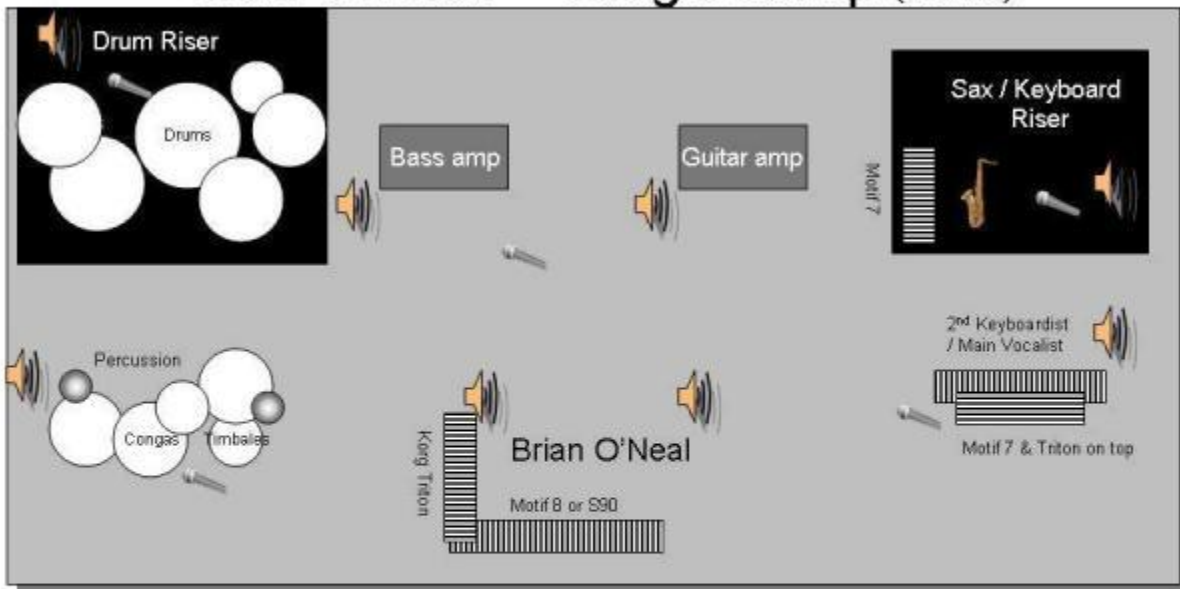 Drum Riser
Drums
Bass amp
Guitar amp
Sax / Keyboard
Riser
Motif 7
Percussion
Congas
Timbales
2nd Keyboardist
/ Main Vocalist
Motif 7 & Triton on top
Brian O'Neal
Korg Triton
Motif 8 or S90